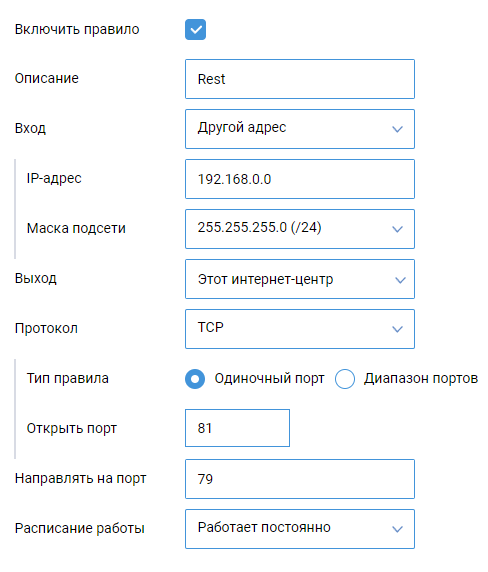 Включить правило
Описание Rest
Вход Другой адрес
IP-адрес 192.168.0.0
Маска подсети 255.255.255.0 (/24)
Выход Этот интернет-центр
Протокол TCP
Тип правила Одиночный порт Диапазон портов
Открыть порт 81
Направлять на порт 79
Расписание работы Работает постоянно